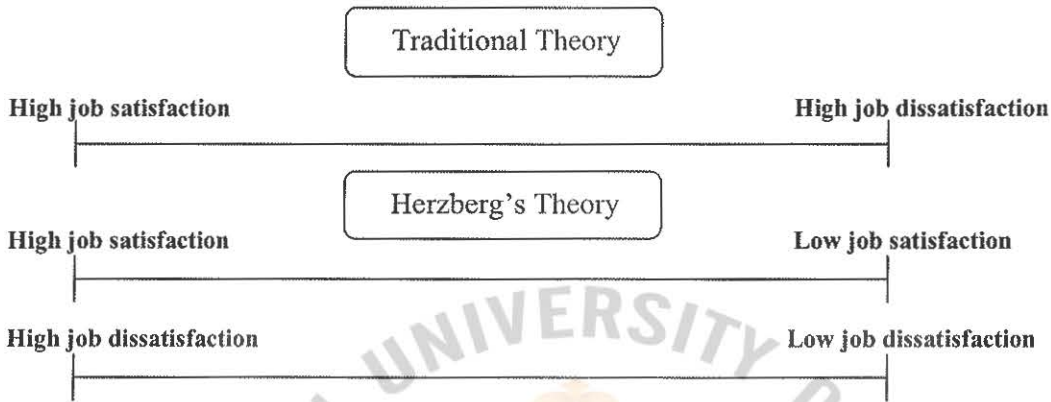 Traditional Theory
High job satisfaction High job dissatisfaction
Herzberg's Theory
High job satisfaction Low job satisfaction
High job dissatisfaction Low job dissatisfaction
UNIVERSITY